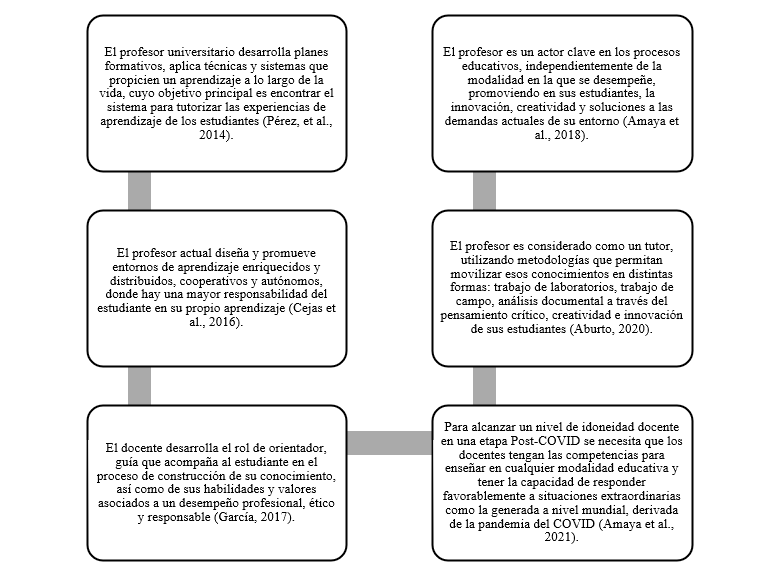 El profesor universitario desarrolla planes
formativos, aplica técnicas y sistemas que
propicien un aprendizaje a lo largo de la
vida, cuyo objetivo principal es encontrar el
sistema para tutorizar las experiencias de
aprendizaje de los estudiantes (Pérez, et al.,
2014).
El profesor actual diseña y promueve
entornos de aprendizaje enriquecidos y
distribuidos, cooperativos y autónomos,
donde hay una mayor responsabilidad del
estudiante en su propio aprendizaje (Cejas et
al., 2016).
El docente desarrolla el rol de orientador,
guía que acompaña al estudiante en el
proceso de construcción de su conocimiento,
así como de sus habilidades y valores
asociados a un desempeño profesional, ético
y responsable (García, 2017).
Para alcanzar un nivel de idoneidad docente
en una etapa Post-COVID se necesita que los
docentes tengan las competencias para
enseñar en cualquier modalidad educativa y
tener la capacidad de responder
favorablemente a situaciones extraordinarias
como la generada a nivel mundial, derivada
de la pandemia del COVID (Amaya et al.,
2021).
El profesor es considerado como un tutor,
utilizando metodologías que permitan
movilizar esos conocimientos en distintas
formas: trabajo de laboratorios, trabajo de
campo, análisis documental a través del
pensamiento crítico, creatividad e innovación
de sus estudiantes (Aburto, 2020).
El profesor es un actor clave en los procesos
educativos, independientemente de la
modalidad en la que se desempeñe,
promoviendo en sus estudiantes, la
innovación, creatividad y soluciones a las
demandas actuales de su entorno (Amaya et
al., 2018).